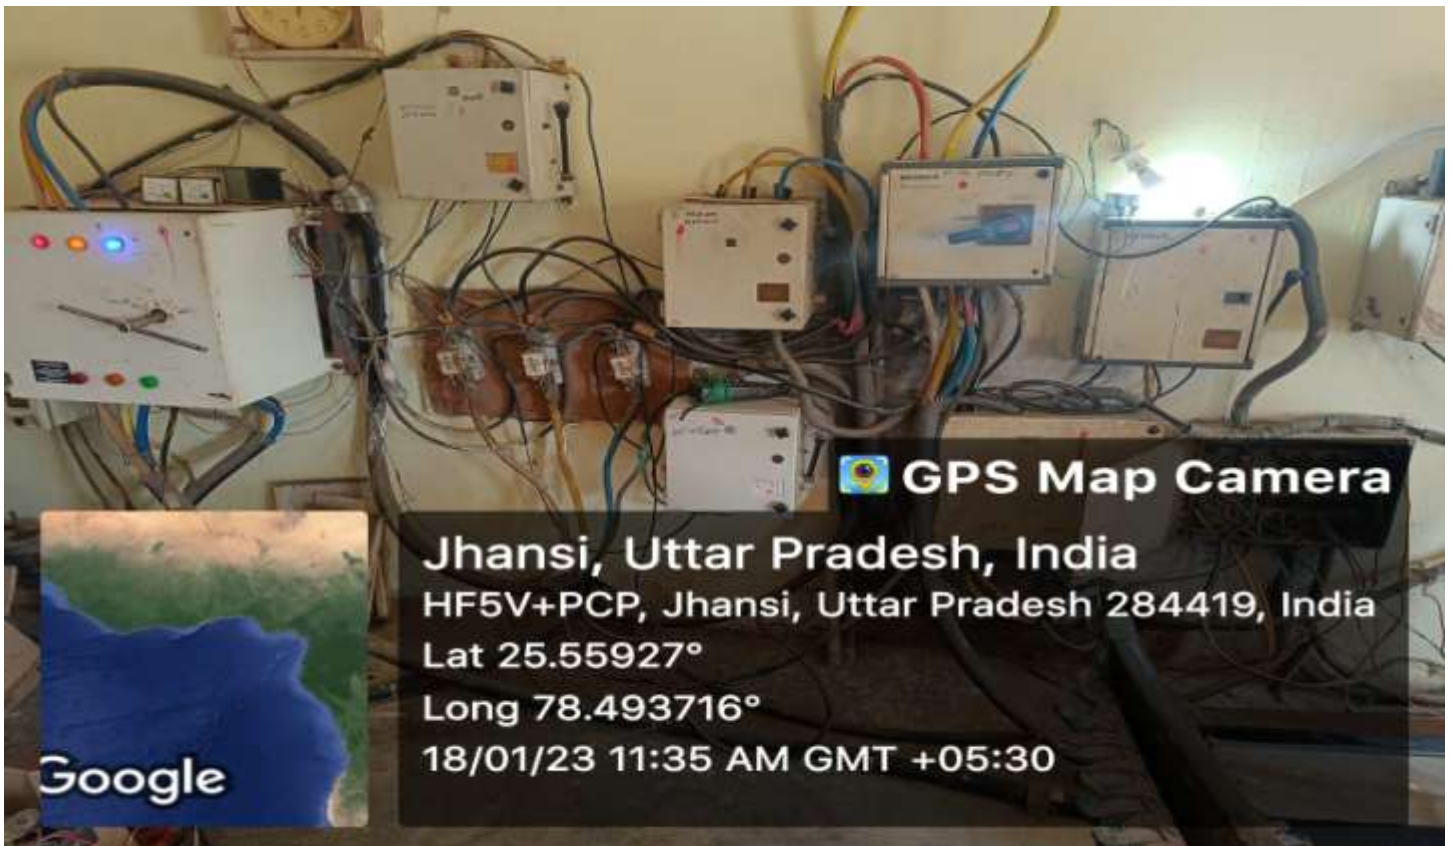 GPS Map Camera
Jhansi, Uttar Pradesh, India
HF5V+PCP, Jhansi, Uttar Pradesh 284419, India
Lat 25.55927°
Long 78.493716°
18/01/23 11:35 AM GMT +05:30
Google